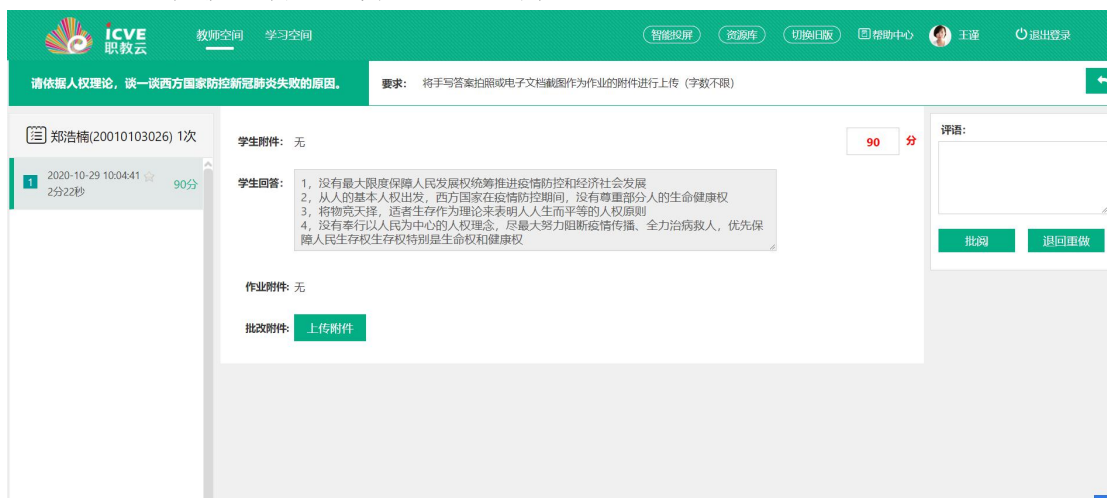 icve 职教云
教师空间 学习空间 智能投屏 资源库 切换旧版 帮助中心 王谨 退出登录
请依据人权理论，谈一谈西方国家防控新冠肺炎失败的原因。 要求： 将手写答案拍照或电子文档截图作为作业的附件进行上传（字数不限）
郑浩楠(20010103026) 1次
1 2020-10-29 10:04:41
2分22秒
90分
学生附件： 无
90 分
学生回答： 1，没有最大限度保障人民发展权统筹推进疫情防控和经济社会发展
2，从人的基本人权出发，西方国家在疫情防控期间，没有尊重部分人的生命健康权
3，将物竞天择，适者生存作为理论来表明人人生而平等的人权原则
4，没有奉行以人民为中心的人权理念，尽最大努力阻断疫情传播、全力治病救人，优先保
障人民生存权生存权特别是生命权和健康权
作业附件: 无
批改附件: 上传附件
评语：
批阅 退回重做